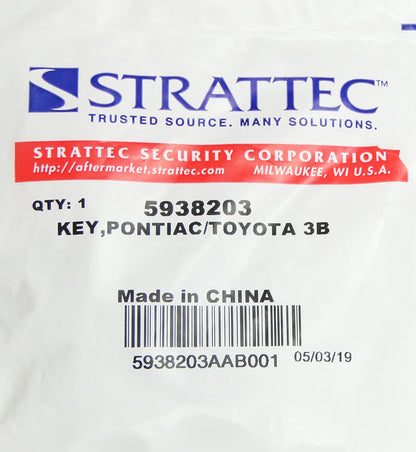 STRATTEC™
TRUSTED SOURCE. MANY SOLUTIONS.
STRATTEC SECURITY CORPORATION
http://aftermarket.strattec.com MILWAUKEE, WI U.S.A.
QTY: 1 5938203
KEY,PONTIAC/TOYOTA 3B
Made in CHINA
5938203AAB001 05/03/19